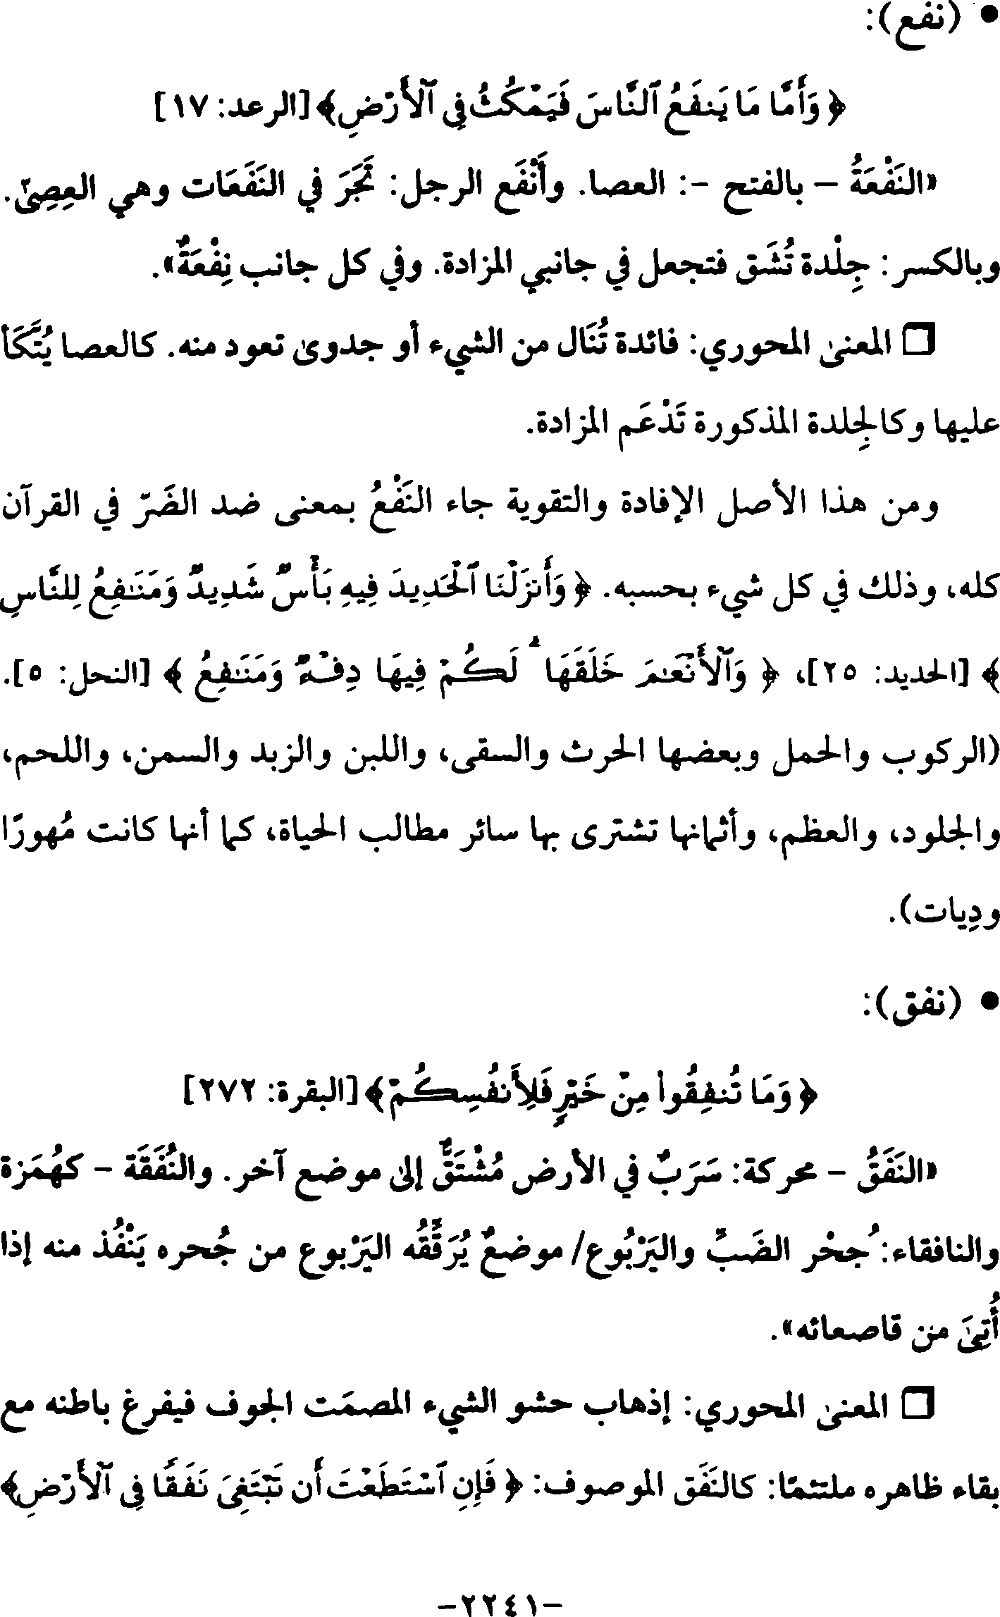 • (نفع):
﴿ وَأَمَّا مَا يَنفَعُ ٱلنَّاسَ فَيَمْكُثُ فِي ٱلْأَرْضِ﴾ [الرعد: ١٧]
«النَفْعَةُ – بالفتح -: العصا. وأَنْفَع الرجل: تَجَرَ في النَفَعَات وهي العِصِيّ.
وبالكسر: جِلْدة تُشَق فتجعل في جانبي المزادة. وفي كل جانب نِفْعَةٌ».
❒ المعنى المحوري: فائدة تُنَال من الشيء أو جدوى تعود منه. كالعصا يُتَّكَأ
عليها وكالجِلدة المذكورة تَدْعَم المزادة.
ومن هذا الأصل الإفادة والتقوية جاء النَفْعُ بمعنى ضد الضَرّ في القرآن
كله، وذلك في كل شيء بحسبه. ﴿ وَأَنزَلْنَا ٱلْحَدِيدَ فِيهِ بَأْسٌ شَدِيدٌ وَمَنَٰفِعُ لِلنَّاسِ
﴾ [الحديد: ٢٥]، ﴿ وَٱلْأَنْعَٰمَ خَلَقَهَا ۗ لَكُمْ فِيهَا دِفْءٌ وَمَنَٰفِعُ ﴾ [النحل: ٥].
(الركوب والحمل وبعضها الحرث والسقى، واللبن والزبد والسمن، واللحم،
والجلود، والعظم، وأثمانها تشترى بها سائر مطالب الحياة، كما أنها كانت مُهورًا
ودِيات).
• (نفق):
﴿ وَمَا تُنفِقُوا۟ مِنْ خَيْرٍ فَلِأَنفُسِكُمْ ﴾ [البقرة: ٢٧٢]
«النَفَقُ – محركة: سَرَبٌ في الأرض مُشْتَقٌّ إلى موضع آخر. والنُفَقَة – كهُمَزة
والنافقاء: جُحْر الضَبِّ واليَرْبُوع/ موضعٌ يُرَقِّقُه اليَرْبوع من جُحره يَنْفُذ منه إذا
أُتِىَ من قاصعائه».
❒ المعنى المحوري: إذهاب حشو الشيء المصمَت الجوف فيفرغ باطنه مع
بقاء ظاهره ملتئمًا: كالنَفَق الموصوف: ﴿ فَإِنِ ٱسْتَطَعْتَ أَن تَبْتَغِىَ نَفَقًا فِى ٱلْأَرْضِ﴾
–٢٢٤١–